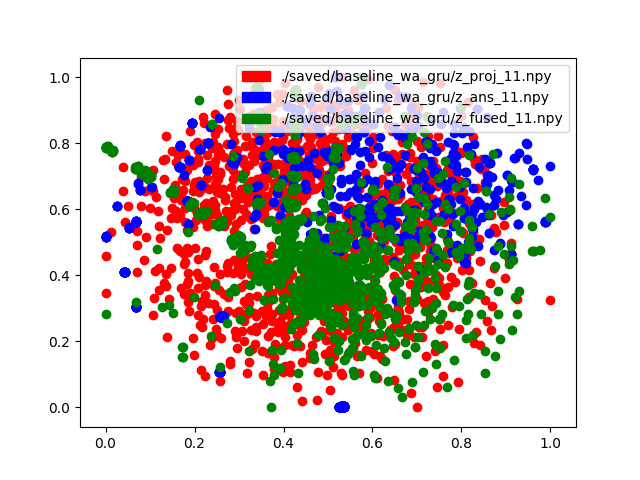 ./saved/baseline_wa_gru/z_proj_11.npy
./saved/baseline_wa_gru/z_ans_11.npy
./saved/baseline_wa_gru/z_fused_11.npy
1.0
0.8
0.6
0.4
0.2
0.0
0.0 0.2 0.4 0.6 0.8 1.0